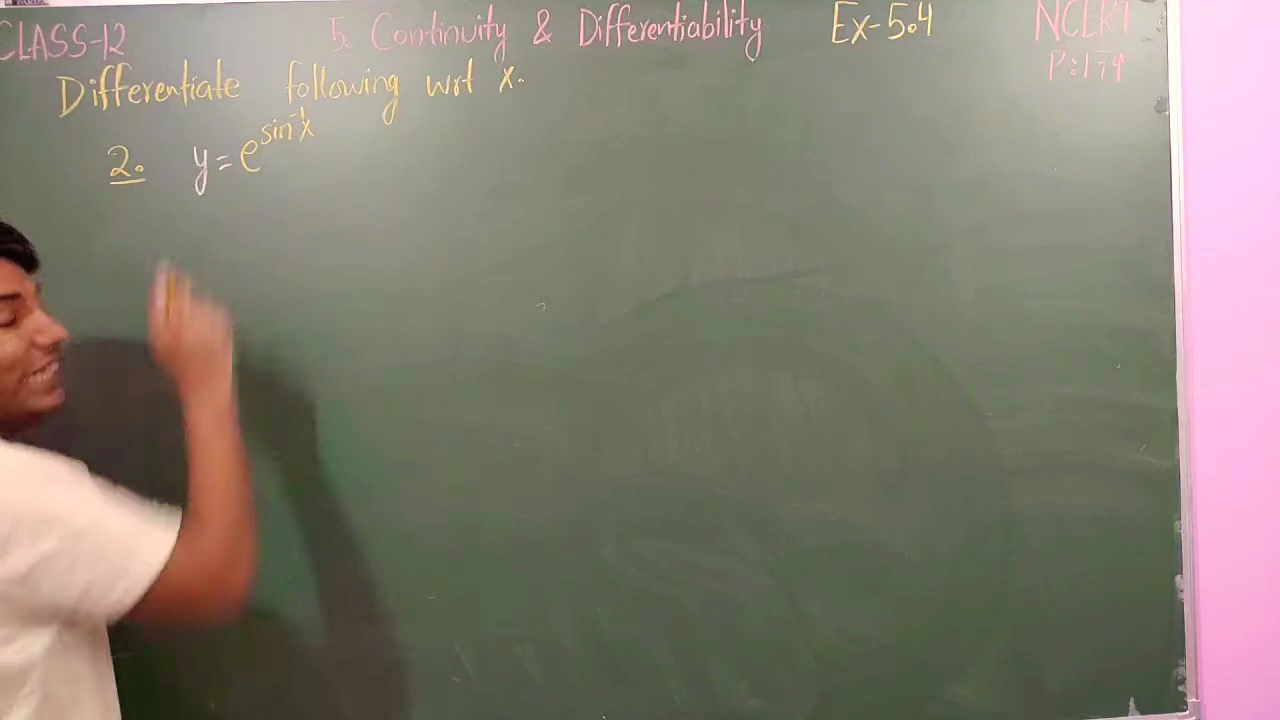 CLASS-12 5. Continuity & Differentiability Ex-5.4 NCERT
P:179
Differentiate following wrt x.
2. y = e^sin⁻¹x